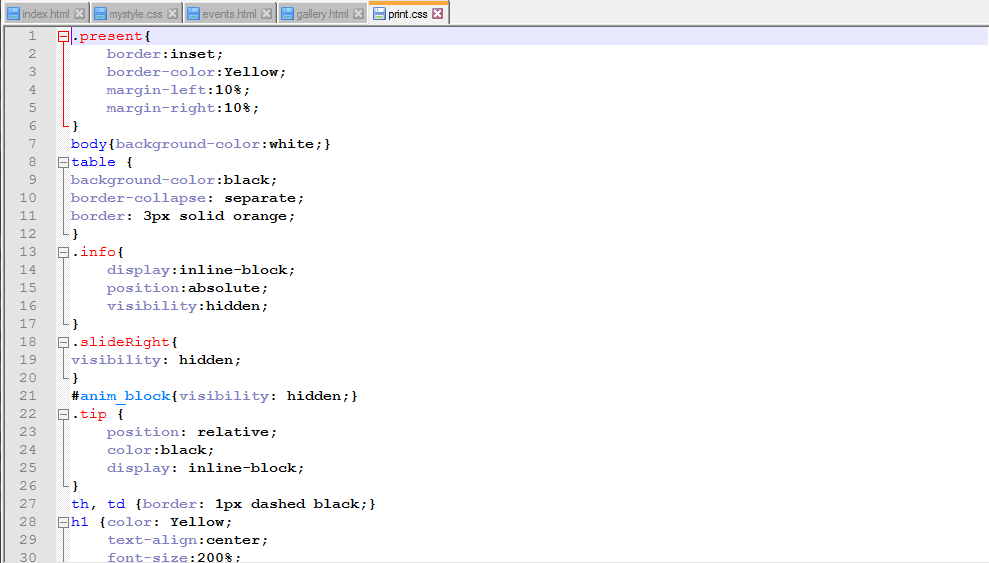 index.html mystyle.css events.html gallery.html print.css
1 .present{
2 border:inset;
3 border-color:Yellow;
4 margin-left:10%;
5 margin-right:10%;
6 }
7 body{background-color:white;}
8 table {
9 background-color:black;
10 border-collapse: separate;
11 border: 3px solid orange;
12 }
13 .info{
14 display:inline-block;
15 position:absolute;
16 visibility:hidden;
17 }
18 .slideRight{
19 visibility: hidden;
20 }
21 #anim_block{visibility: hidden;}
22 .tip {
23 position: relative;
24 color:black;
25 display: inline-block;
26 }
27 th, td {border: 1px dashed black;}
28 h1 {color: Yellow;
29 text-align:center;
30 font-size:200%;